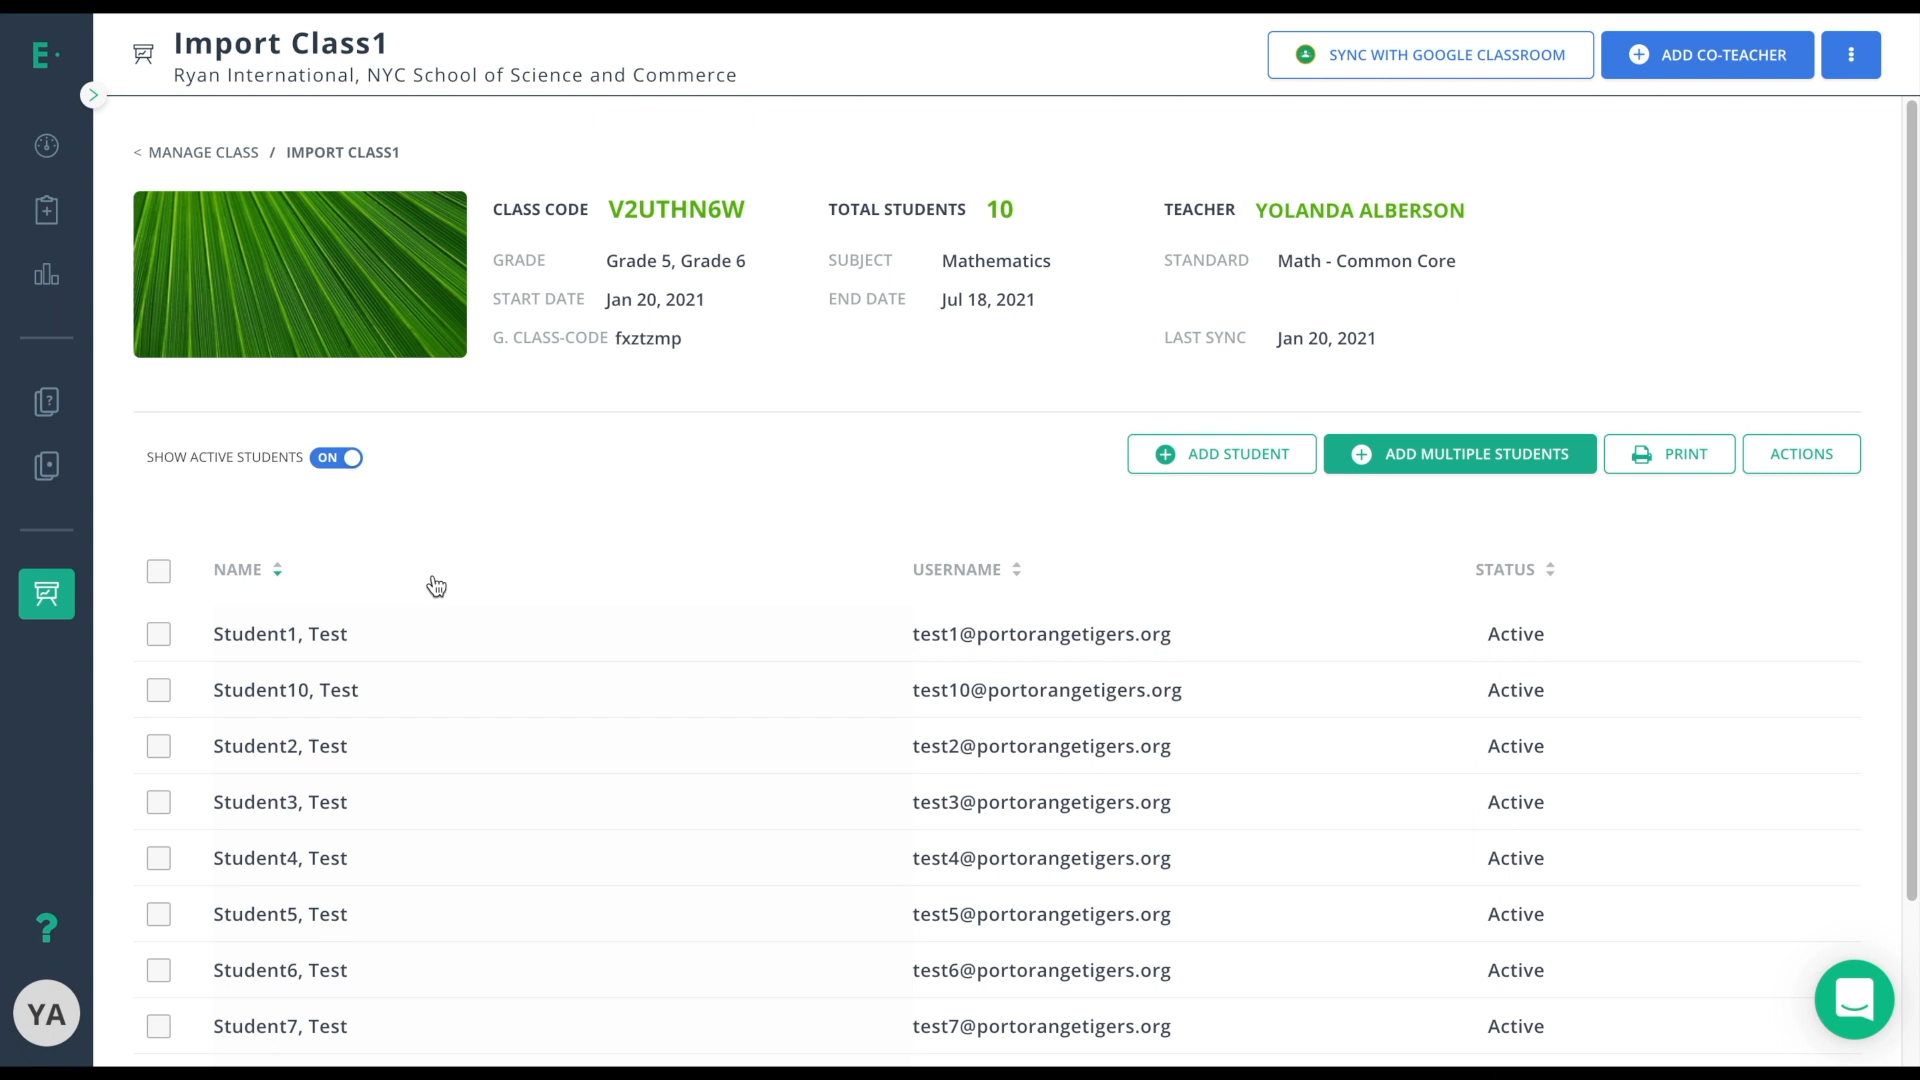 E·
Import Class1
Ryan International, NYC School of Science and Commerce
SYNC WITH GOOGLE CLASSROOM
ADD CO-TEACHER
< MANAGE CLASS / IMPORT CLASS1
CLASS CODE V2UTHN6W TOTAL STUDENTS 10 TEACHER YOLANDA ALBERSON
GRADE Grade 5, Grade 6 SUBJECT Mathematics STANDARD Math - Common Core
START DATE Jan 20, 2021 END DATE Jul 18, 2021
G. CLASS-CODE fxztzmp LAST SYNC Jan 20, 2021
SHOW ACTIVE STUDENTS ON ADD STUDENT ADD MULTIPLE STUDENTS PRINT ACTIONS
NAME USERNAME STATUS
Student1, Test test1@portorangetigers.org Active
Student10, Test test10@portorangetigers.org Active
Student2, Test test2@portorangetigers.org Active
Student3, Test test3@portorangetigers.org Active
Student4, Test test4@portorangetigers.org Active
Student5, Test test5@portorangetigers.org Active
Student6, Test test6@portorangetigers.org Active
Student7, Test test7@portorangetigers.org Active
?
YA